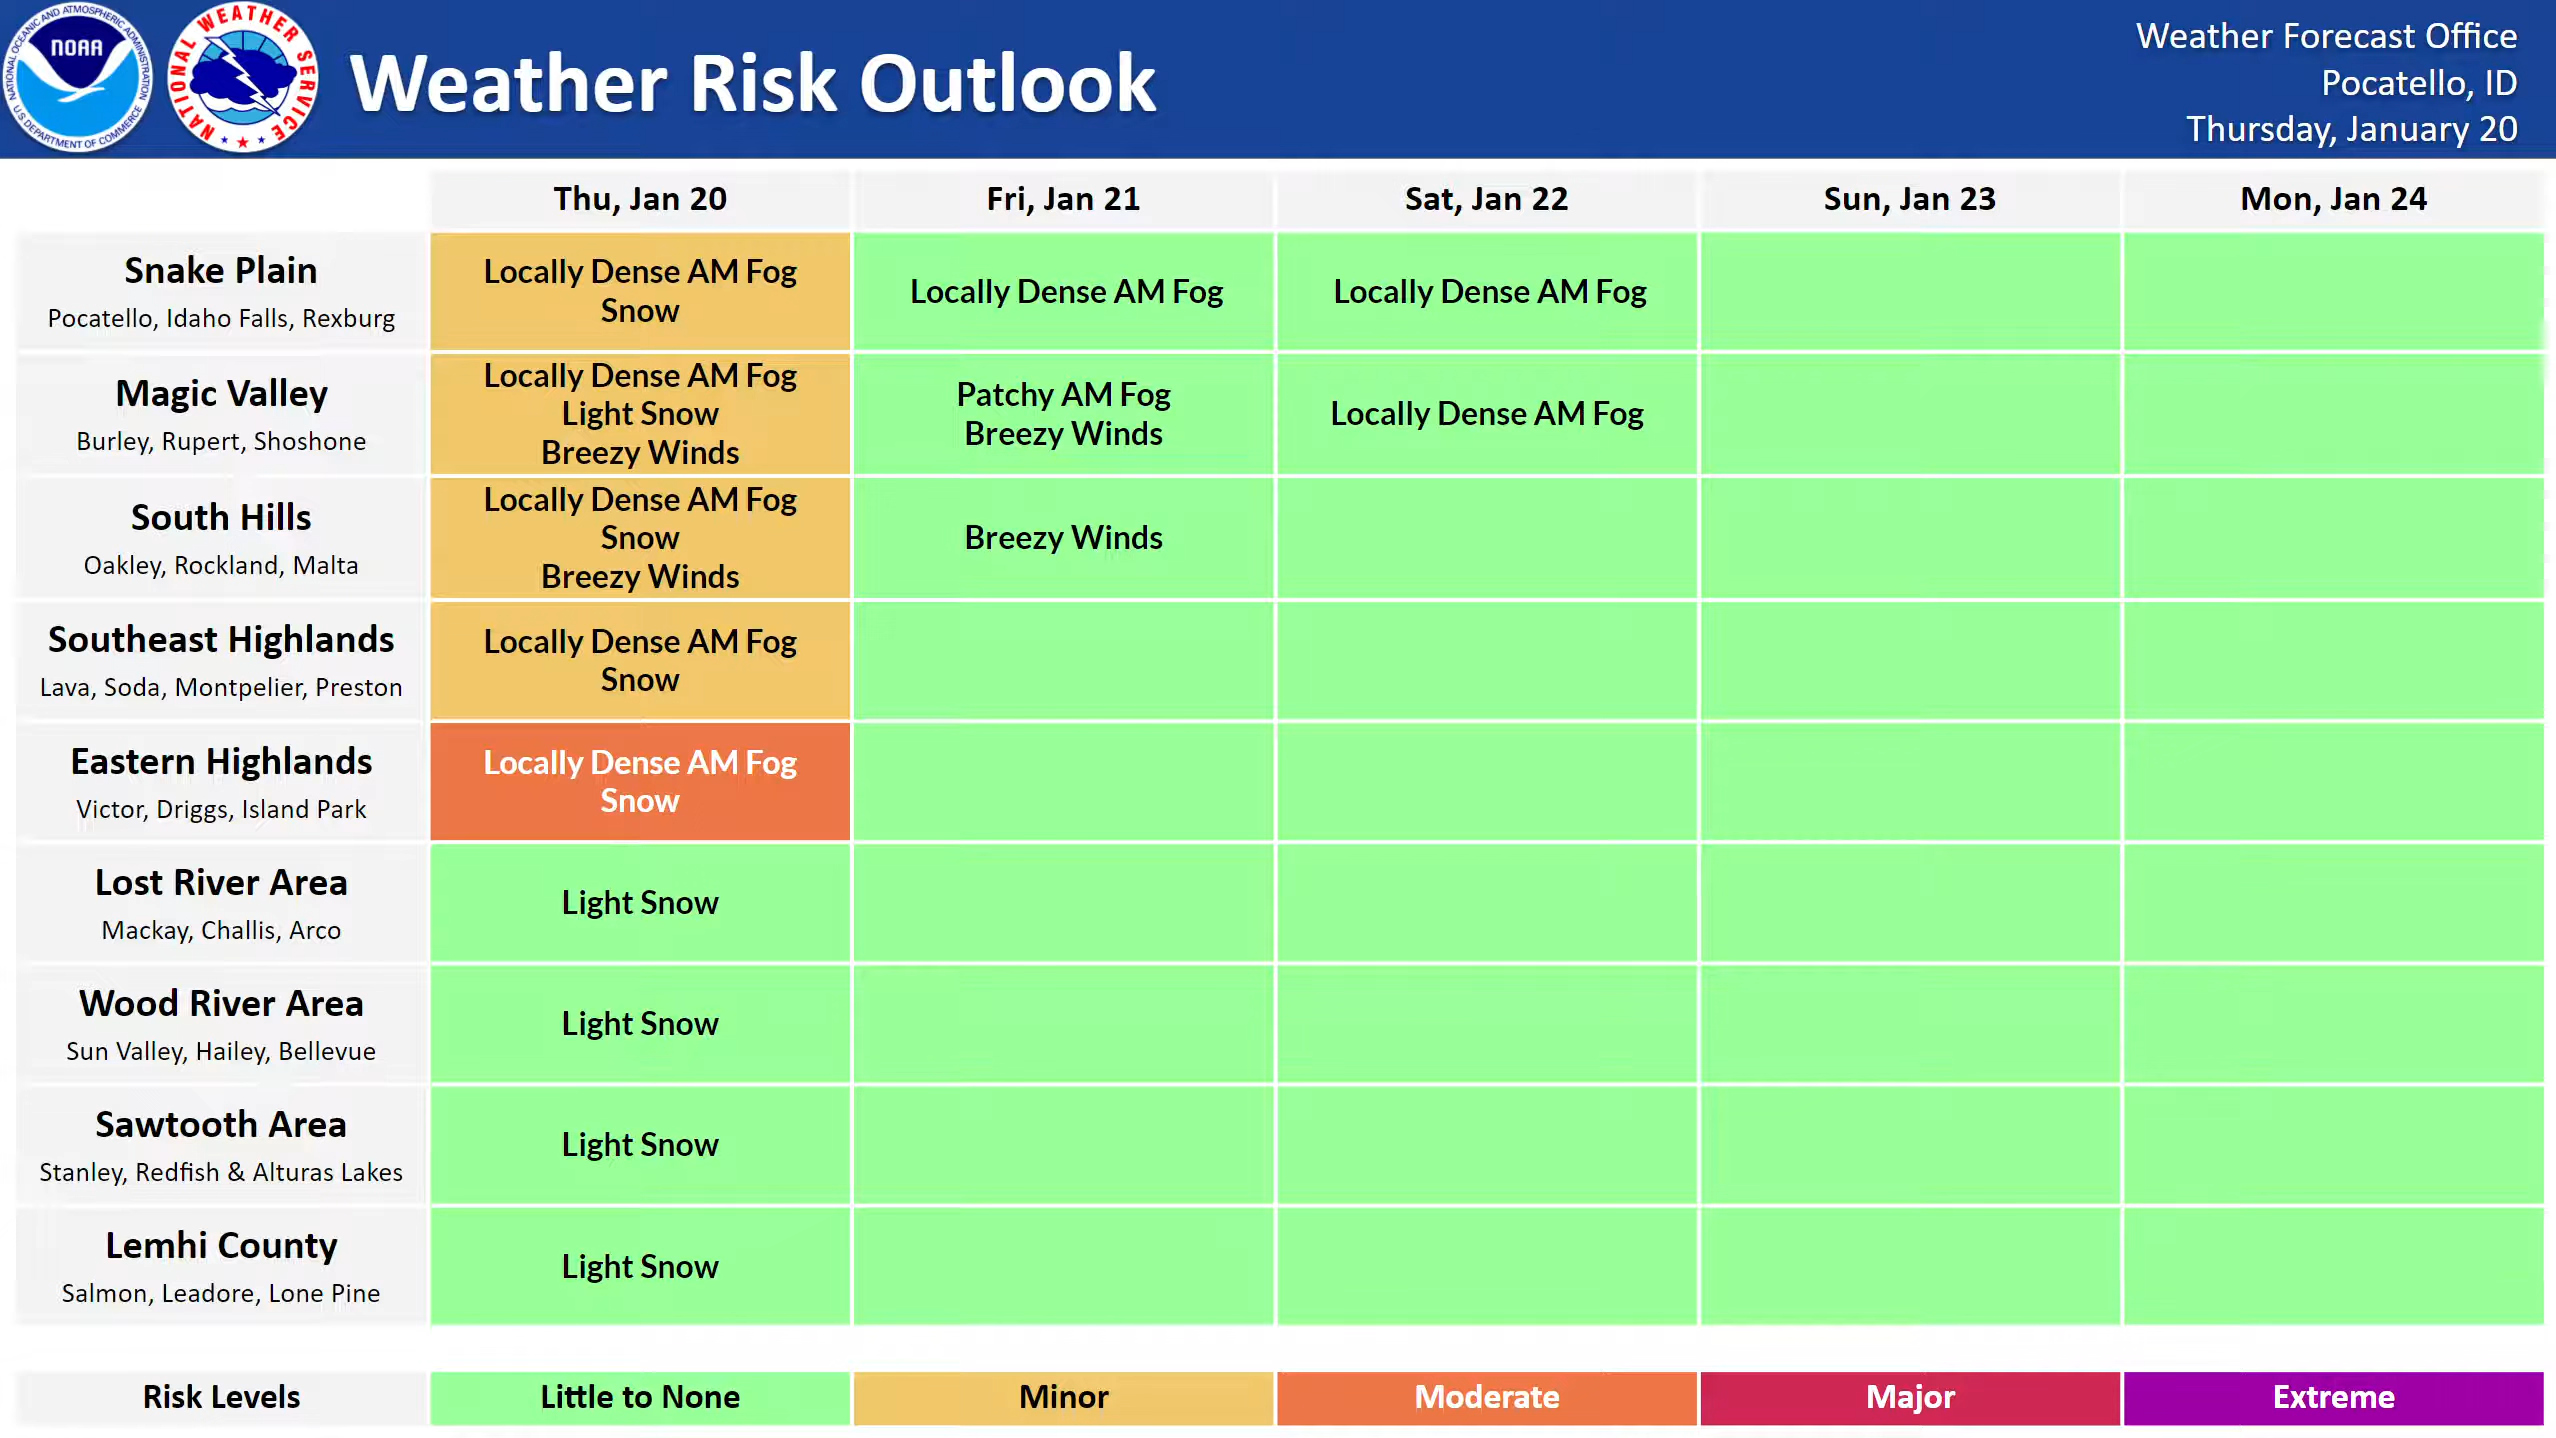 NATIONAL OCEANIC AND ATMOSPHERIC ADMINISTRATION
NOAA
U.S. DEPARTMENT OF COMMERCE
NATIONAL WEATHER SERVICE
Weather Risk Outlook
Weather Forecast Office
Pocatello, ID
Thursday, January 20
Thu, Jan 20
Fri, Jan 21
Sat, Jan 22
Sun, Jan 23
Mon, Jan 24
Snake Plain
Pocatello, Idaho Falls, Rexburg
Locally Dense AM Fog
Snow
Locally Dense AM Fog
Locally Dense AM Fog
Magic Valley
Burley, Rupert, Shoshone
Locally Dense AM Fog
Light Snow
Breezy Winds
Patchy AM Fog
Breezy Winds
Locally Dense AM Fog
South Hills
Oakley, Rockland, Malta
Locally Dense AM Fog
Snow
Breezy Winds
Breezy Winds
Southeast Highlands
Lava, Soda, Montpelier, Preston
Locally Dense AM Fog
Snow
Eastern Highlands
Victor, Driggs, Island Park
Locally Dense AM Fog
Snow
Lost River Area
Mackay, Challis, Arco
Light Snow
Wood River Area
Sun Valley, Hailey, Bellevue
Light Snow
Sawtooth Area
Stanley, Redfish & Alturas Lakes
Light Snow
Lemhi County
Salmon, Leadore, Lone Pine
Light Snow
Risk Levels
Little to None
Minor
Moderate
Major
Extreme